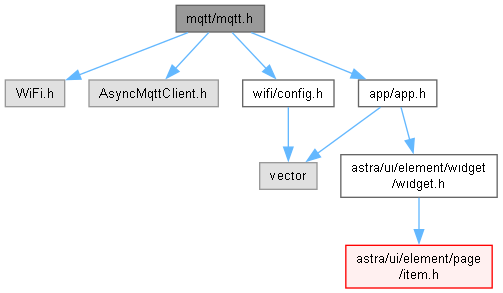 mqtt/mqtt.h
WiFi.h
AsyncMqttClient.h
wifi/config.h
app/app.h
vector
astra/ui/element/widget
/widget.h
astra/ui/element/page
/item.h